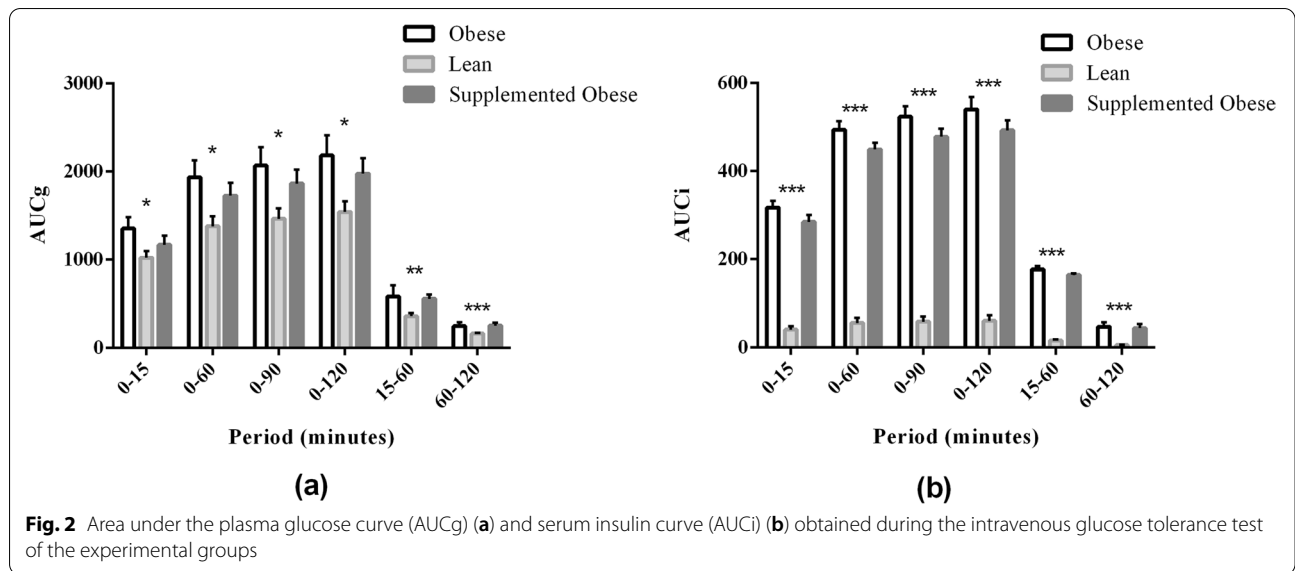 Obese
Lean
Supplemented Obese
3000
2000
1000
0
AUCg
*
*
*
*
**
***
0-15
0-60
0-90
0-120
15-60
60-120
Period (minutes)
(a)
Obese
Lean
Supplemented Obese
600
400
200
0
AUCi
***
***
***
***
***
***
0-15
0-60
0-90
0-120
15-60
60-120
Period (minutes)
(b)
Fig. 2 Area under the plasma glucose curve (AUCg) (a) and serum insulin curve (AUCi) (b) obtained during the intravenous glucose tolerance test
of the experimental groups